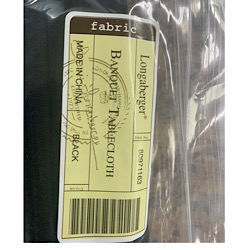 fabric
Longaberger®
BANQUET TABLECLOTH
MADE IN CHINA
BLACK
80971163